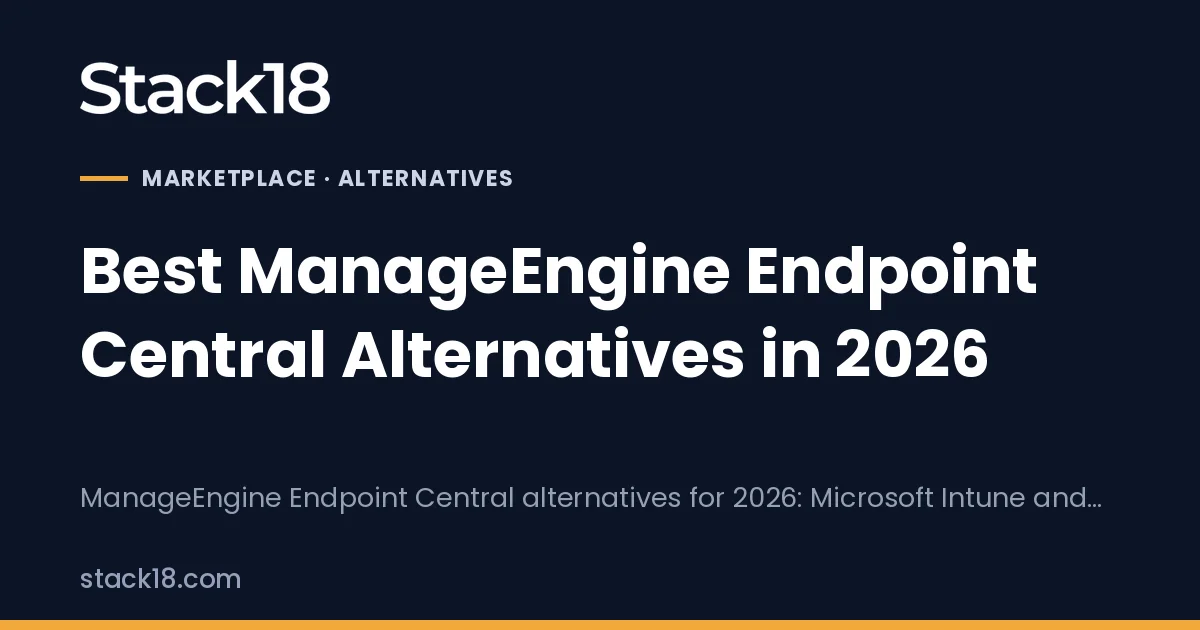 Stack18
MARKETPLACE · ALTERNATIVES
Best ManageEngine Endpoint
Central Alternatives in 2026
ManageEngine Endpoint Central alternatives for 2026: Microsoft Intune and...
stack18.com